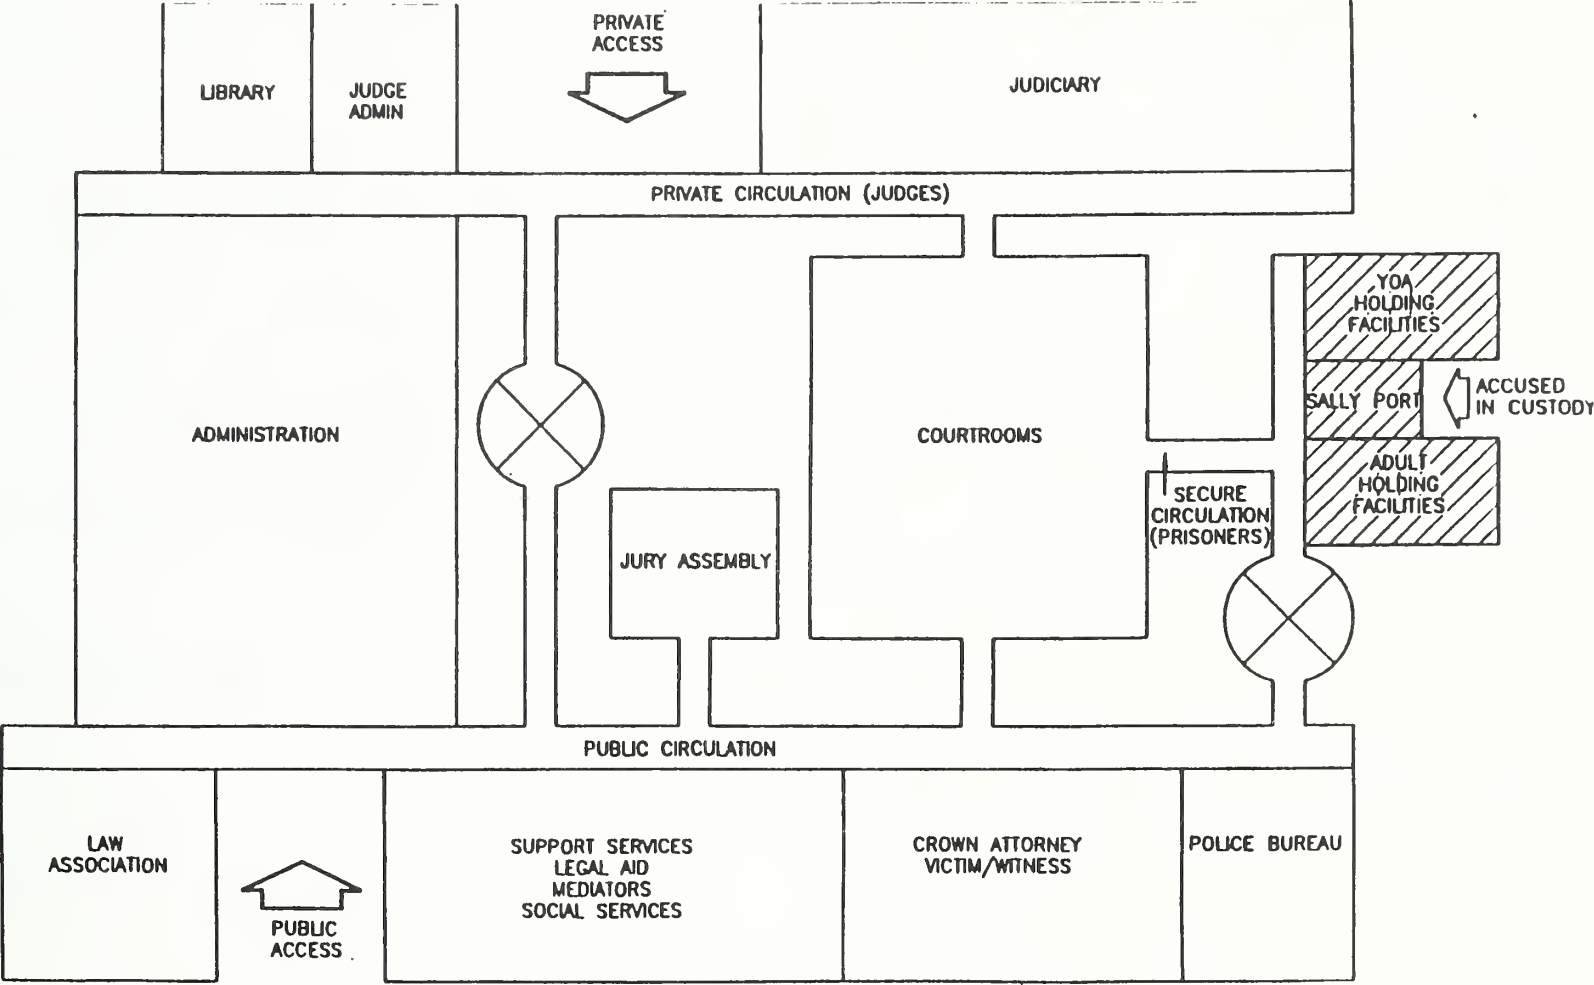 PRIVATE
ACCESS
LIBRARY
JUDGE
ADMIN
JUDICIARY
PRIVATE CIRCULATION (JUDGES)
YOA
HOLDING
FACILITIES
SALLY PORT
ACCUSED
IN CUSTODY
ADMINISTRATION
COURTROOMS
ADULT
HOLDING
FACILITIES
SECURE
CIRCULATION
(PRISONERS)
JURY ASSEMBLY
PUBLIC CIRCULATION
LAW
ASSOCIATION
PUBLIC
ACCESS
SUPPORT SERVICES
LEGAL AID
MEDIATORS
SOCIAL SERVICES
CROWN ATTORNEY
VICTIM/WITNESS
POLICE BUREAU